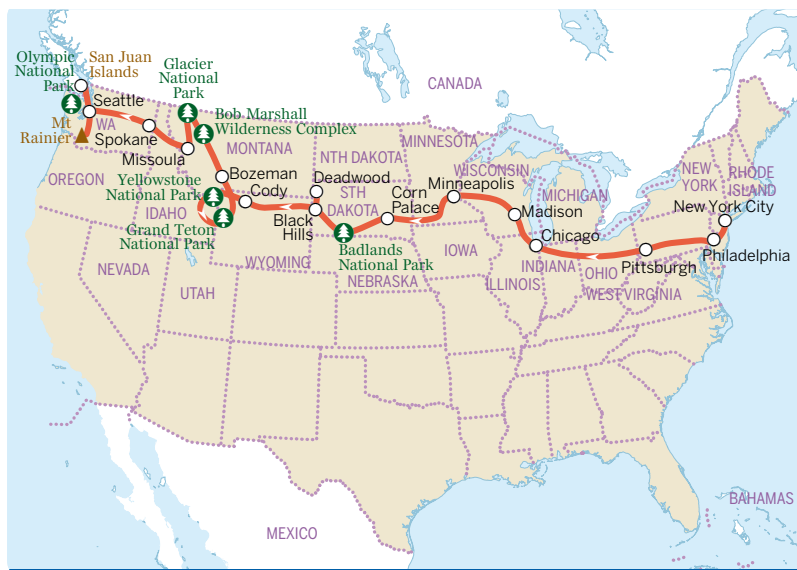 CANADA
Olympic
National
Park
San Juan
Islands
Glacier
National
Park
Seattle
WA
Mt
Rainier
Spokane
Missoula
Bob Marshall
Wilderness Complex
MONTANA
NTH DAKOTA
MINNESOTA
WISCONSIN
MICHIGAN
NEW
YORK
RHODE
ISLAND
OREGON
IDAHO
Yellowstone
National Park
Bozeman
Cody
Grand Teton
National Park
Deadwood
STH
DAKOTA
Black
Hills
Corn
Palace
Minneapolis
Madison
Chicago
New York City
Philadelphia
Pittsburgh
Badlands
National Park
WYOMING
NEBRASKA
IOWA
ILLINOIS
INDIANA
OHIO
WEST VIRGINIA
NEVADA
UTAH
MEXICO
BAHAMAS